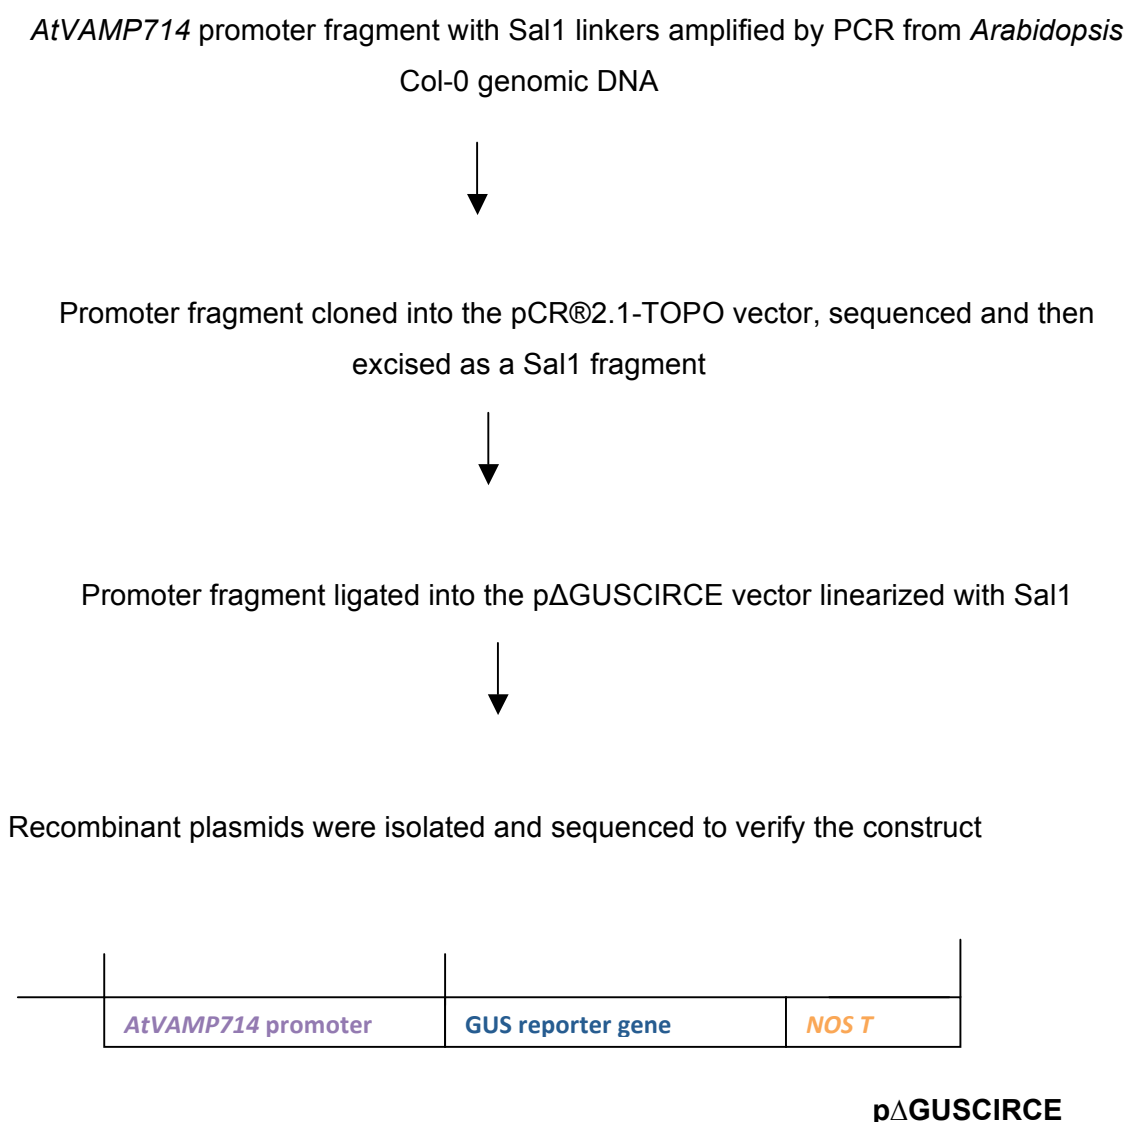 AtVAMP714 promoter fragment with Sal1 linkers amplified by PCR from Arabidopsis
Col-0 genomic DNA
Promoter fragment cloned into the pCR®2.1-TOPO vector, sequenced and then
excised as a Sal1 fragment
Promoter fragment ligated into the pΔGUSCIRCE vector linearized with Sal1
Recombinant plasmids were isolated and sequenced to verify the construct
AtVAMP714 promoter GUS reporter gene NOS T
pΔGUSCIRCE